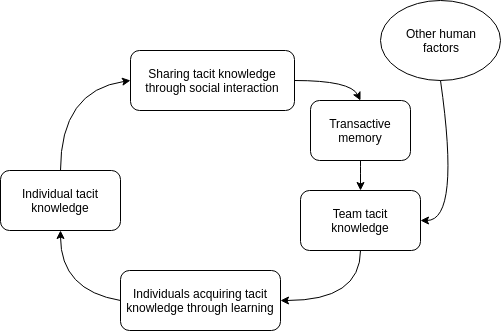 Other human
factors
Sharing tacit knowledge
through social interaction
Transactive
memory
Individual tacit
knowledge
Team tacit
knowledge
Individuals acquiring tacit
knowledge through learning